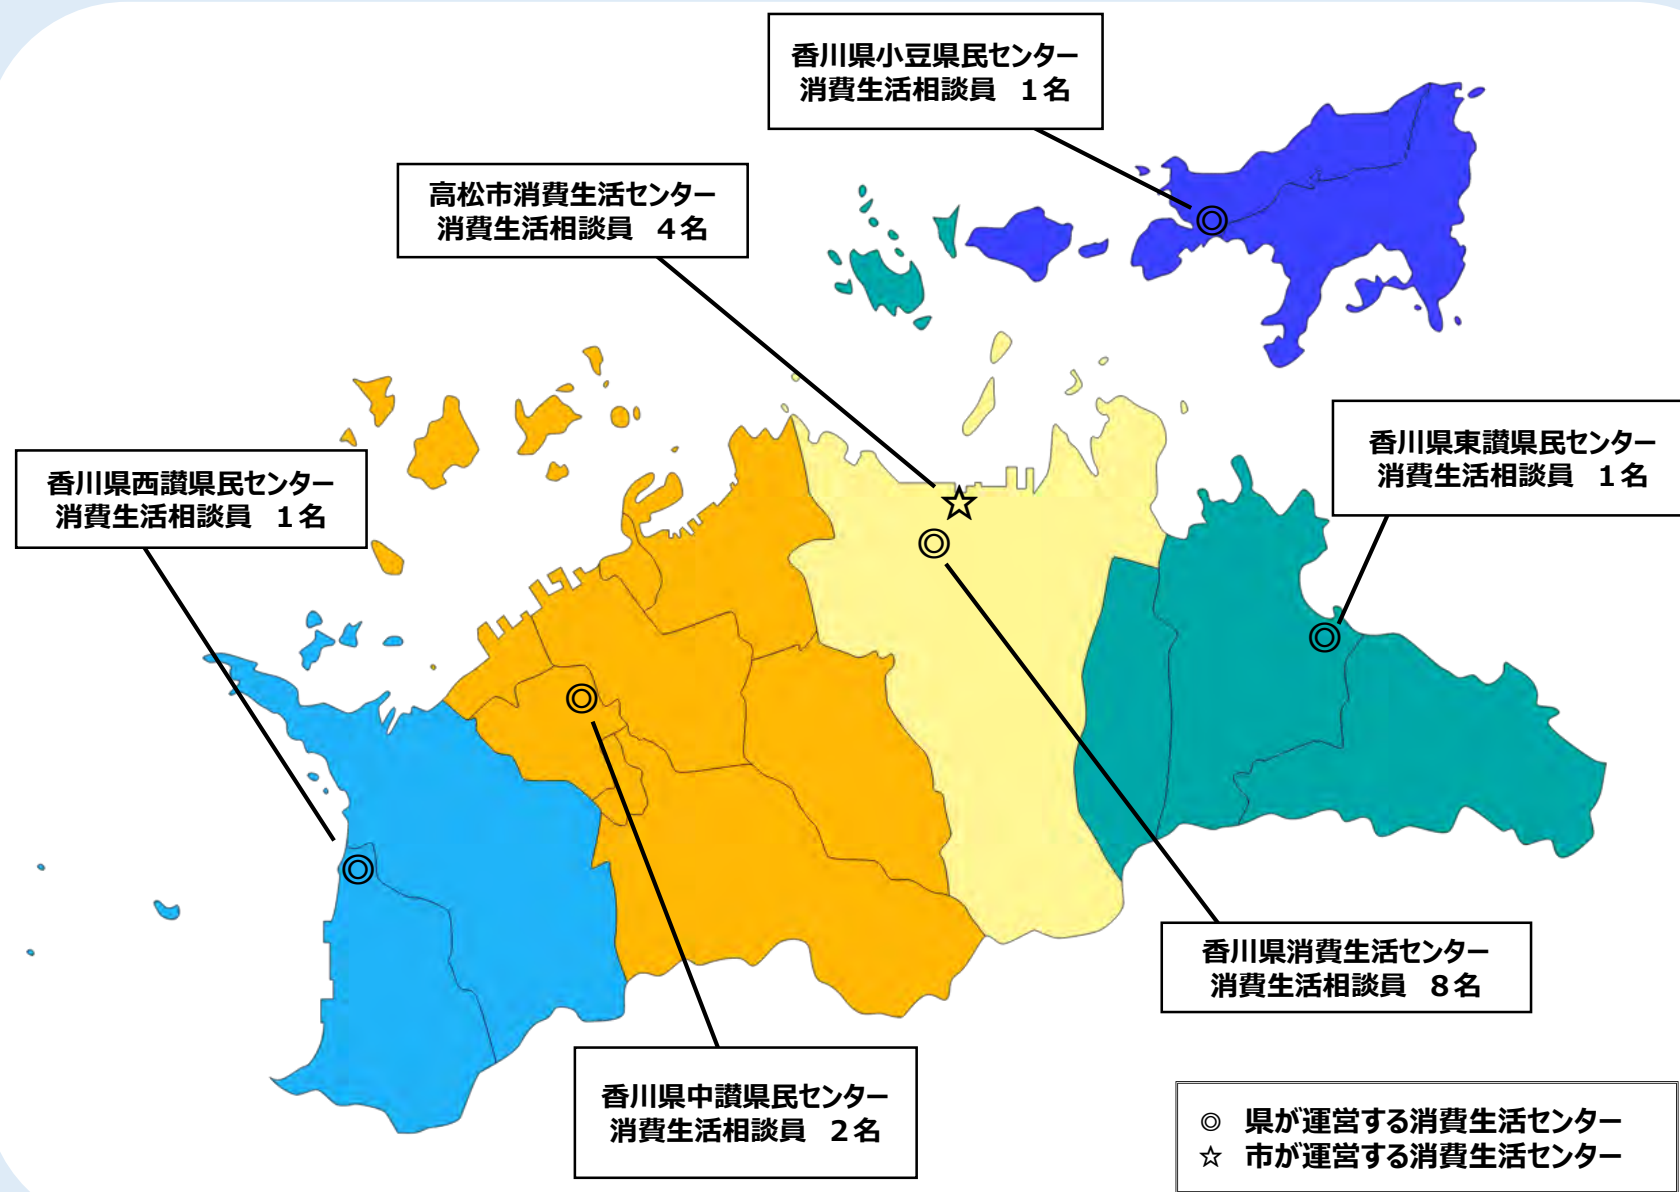 香川県小豆県民センター
消費生活相談員 1名
高松市消費生活センター
消費生活相談員 4名
香川県東讃県民センター
消費生活相談員 1名
香川県西讃県民センター
消費生活相談員 1名
香川県消費生活センター
消費生活相談員 8名
香川県中讃県民センター
消費生活相談員 2名
◎ 県が運営する消費生活センター
☆ 市が運営する消費生活センター